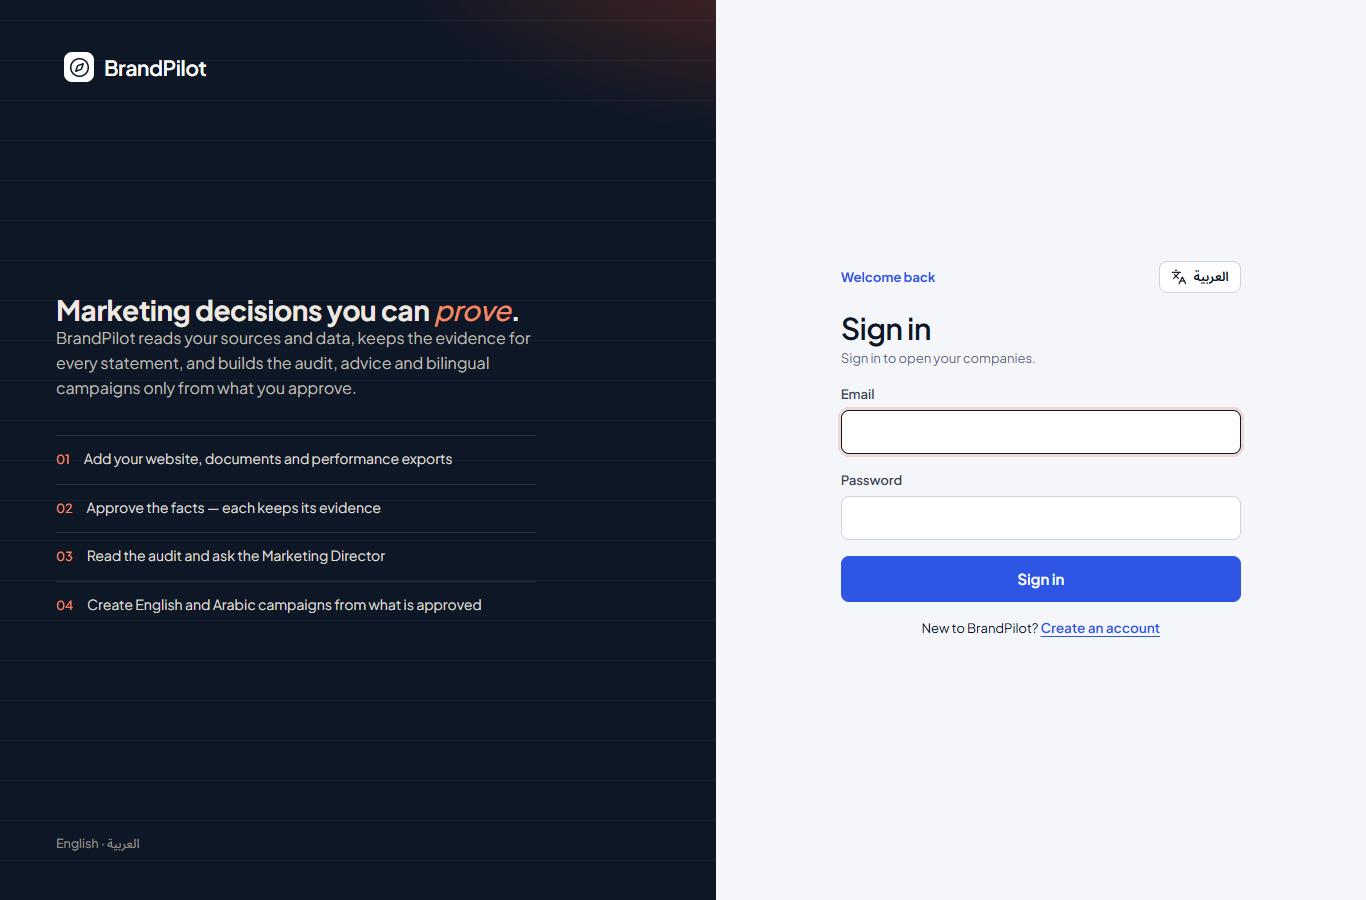 BrandPilot
Marketing decisions you can prove.
BrandPilot reads your sources and data, keeps the evidence for
every statement, and builds the audit, advice and bilingual
campaigns only from what you approve.
01 Add your website, documents and performance exports
02 Approve the facts — each keeps its evidence
03 Read the audit and ask the Marketing Director
04 Create English and Arabic campaigns from what is approved
English · العربية
Welcome back
العربية
Sign in
Sign in to open your companies.
Email
Password
Sign in
New to BrandPilot? Create an account